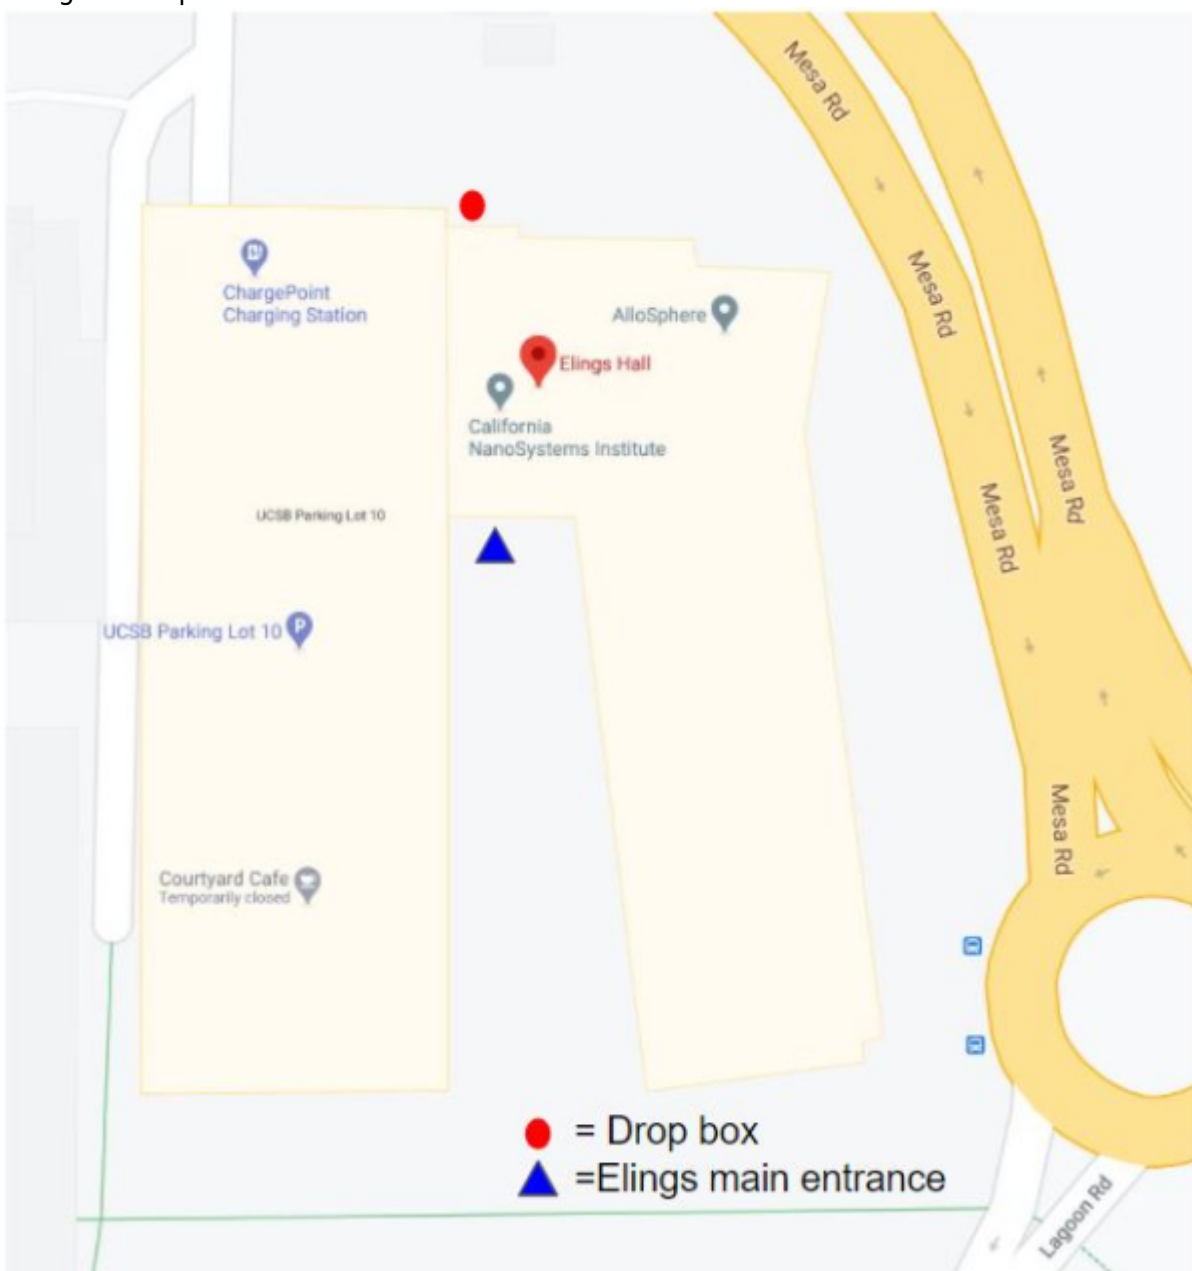 Mesa Rd
ChargePoint
Charging Station
AlloSphere
Mesa Rd
Elings Hall
California
NanoSystems Institute
Mesa Rd
UCSB Parking Lot 10
Mesa Rd
UCSB Parking Lot 10
P
Mesa Rd
Courtyard Cafe
Temporarily closed
= Drop box
=Elings main entrance
Lagoon Rd